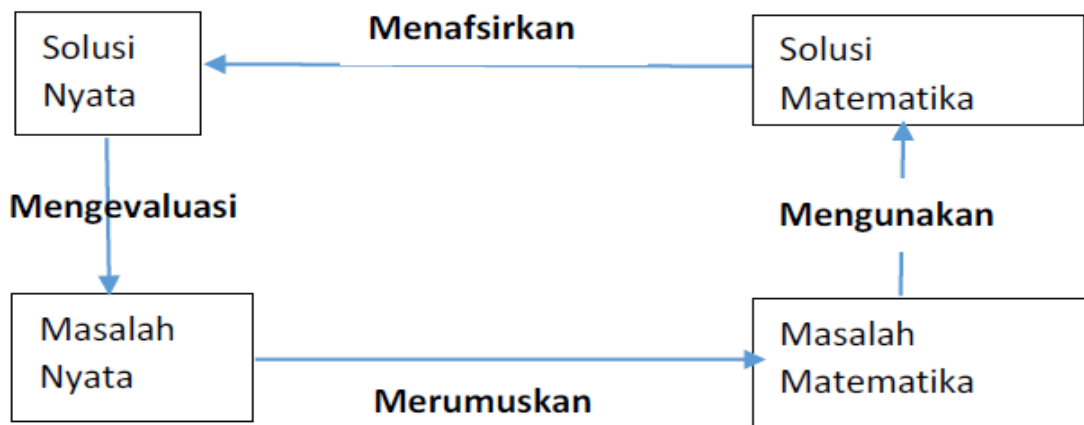 Menafsirkan
Solusi
Nyata
Solusi
Matematika
Mengevaluasi
Mengunakan
Masalah
Nyata
Masalah
Matematika
Merumuskan